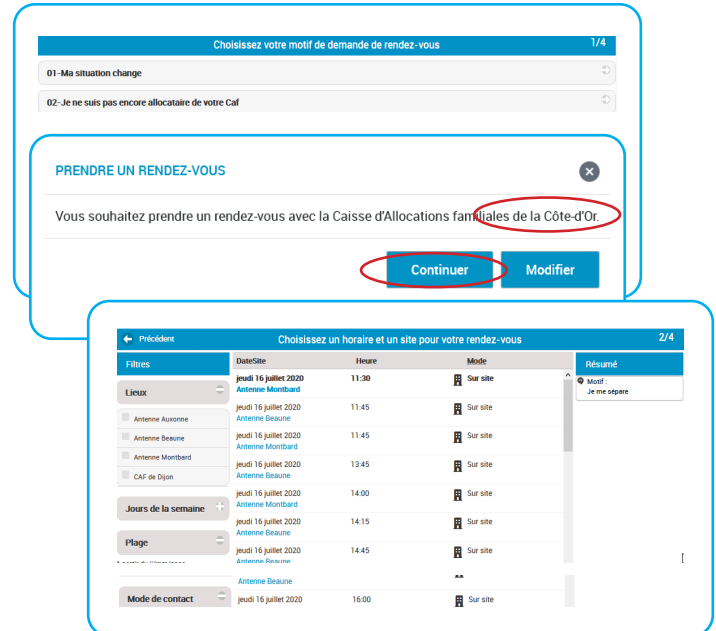 Choisissez votre motif de demande de rendez-vous 1/4
01-Ma situation change
02-Je ne suis pas encore allocataire de votre Caf
PRENDRE UN RENDEZ-VOUS
Vous souhaitez prendre un rendez-vous avec la Caisse d'Allocations familiales de la Côte-d'Or.
Continuer Modifier
Précédent Choisissez un horaire et un site pour votre rendez-vous 2/4
Filtres
Lieux
Antenne Auxonne
Antenne Beaune
Antenne Montbard
CAF de Dijon
Jours de la semaine
Plage
Mode de contact
DateSite Heure Mode
jeudi 16 juillet 2020 11:30 Sur site
Antenne Montbard
jeudi 16 juillet 2020 11:45 Sur site
Antenne Beaune
jeudi 16 juillet 2020 11:45 Sur site
Antenne Montbard
jeudi 16 juillet 2020 13:45 Sur site
Antenne Beaune
jeudi 16 juillet 2020 14:00 Sur site
Antenne Montbard
jeudi 16 juillet 2020 14:15 Sur site
Antenne Beaune
jeudi 16 juillet 2020 14:45 Sur site
Antenne Beaune
Antenne Beaune
jeudi 16 juillet 2020 16:00 Sur site
Résumé
Motif :
Je me sépare